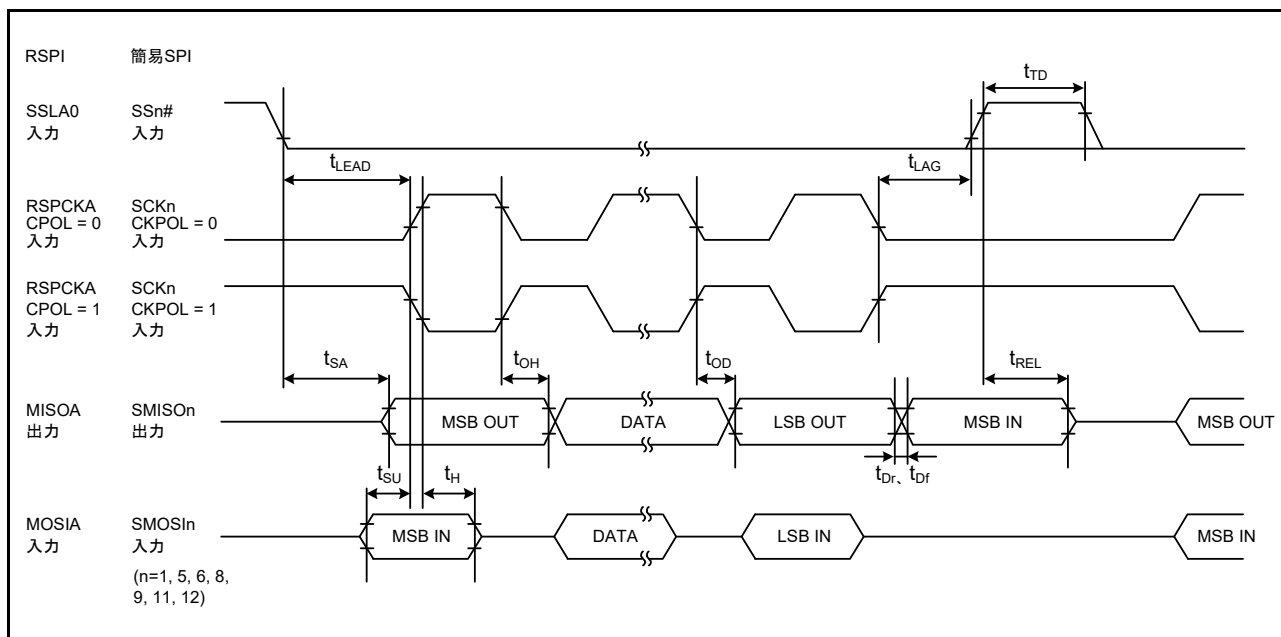 RSPI 簡易SPI
SSLA0 SSn#
入力 入力
tTD
tLEAD
tLAG
RSPCKA SCKn
CPOL = 0 CKPOL = 0
入力 入力
RSPCKA SCKn
CPOL = 1 CKPOL = 1
入力 入力
tSA
tOH
tOD
tREL
MISOA SMISOn
出力 出力
MSB OUT
DATA
LSB OUT
MSB IN
MSB OUT
tSU
tH
tDr、tDf
MOSIA SMOSIn
入力 入力
MSB IN
DATA
LSB IN
MSB IN
(n=1, 5, 6, 8,
9, 11, 12)